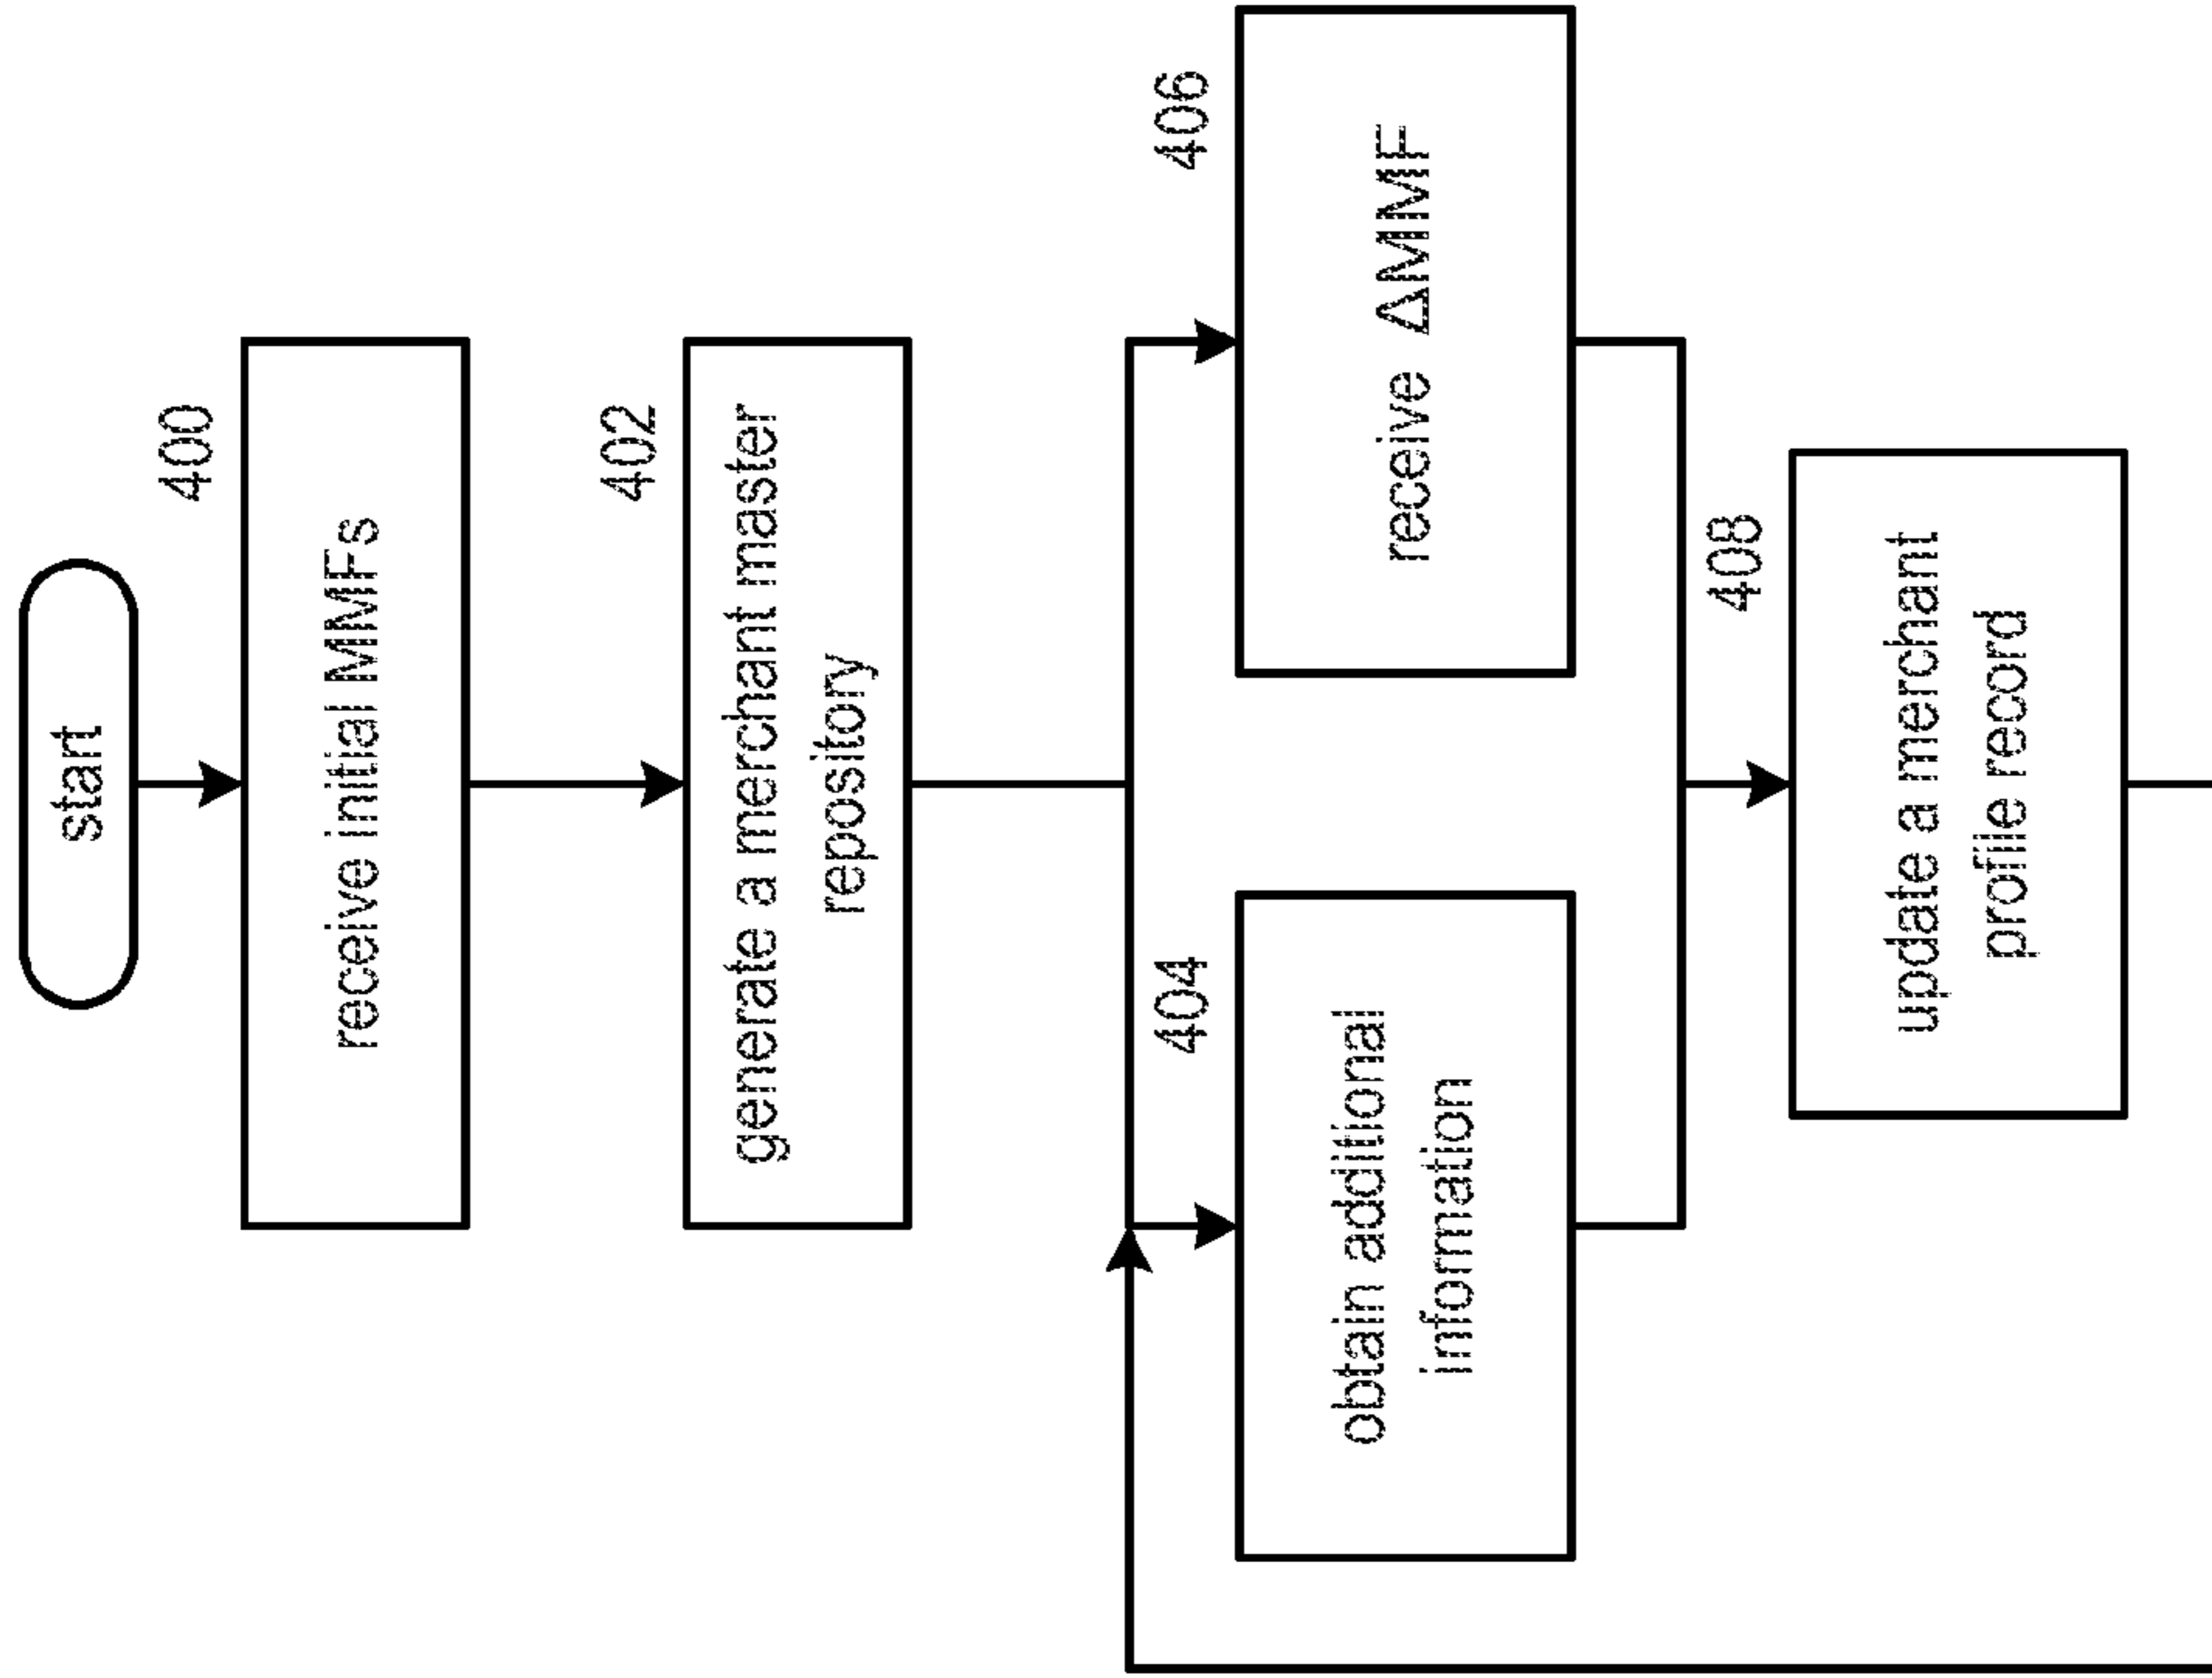 start
400
receive initial MMFs
402
generate a merchant master
repository
404
obtain additional
information
406
receive ΔMMF
408
update a merchant
profile record